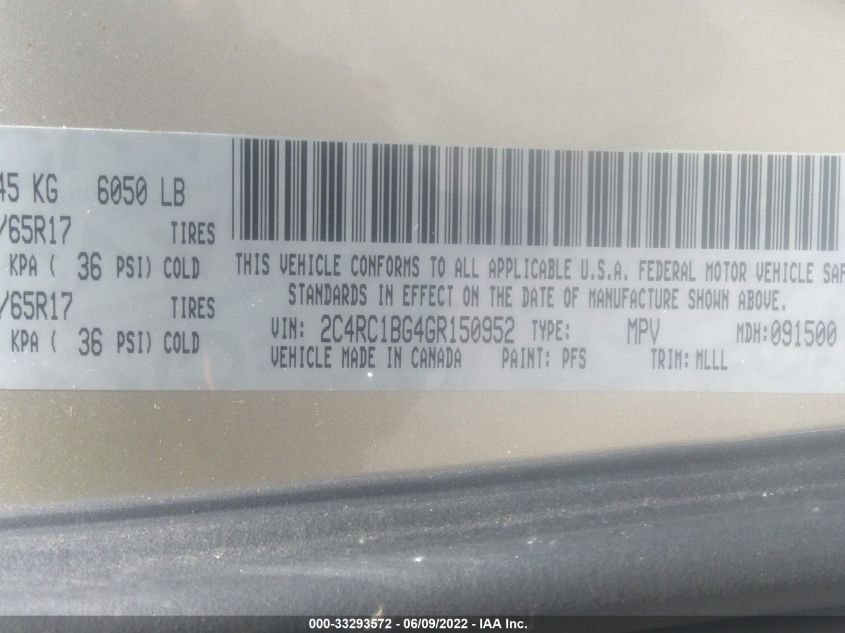 45 KG 6050 LB
/65R17 TIRES
KPA ( 36 PSI) COLD
/65R17 TIRES
KPA ( 36 PSI) COLD
THIS VEHICLE CONFORMS TO ALL APPLICABLE U.S.A. FEDERAL MOTOR VEHICLE SAF
STANDARDS IN EFFECT ON THE DATE OF MANUFACTURE SHOWN ABOVE.
VIN: 2C4RC1BG4GR150952 TYPE: MPV MDH: 091500
VEHICLE MADE IN CANADA PAINT: PFS TRIM: MLLL
000-33293572 - 06/09/2022 - IAA Inc.